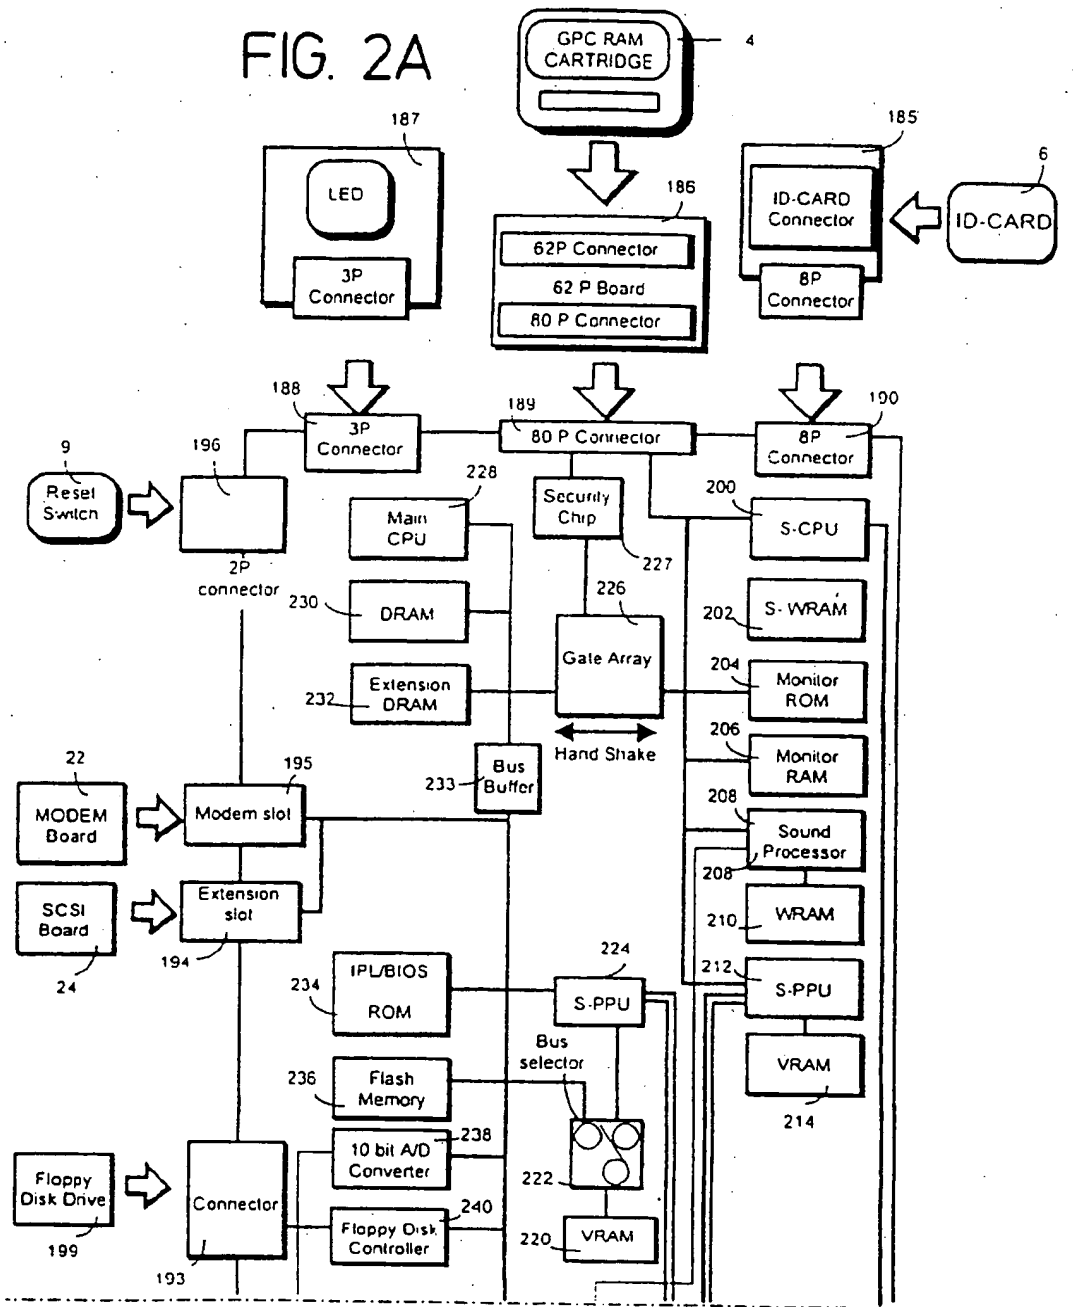 FIG. 2A
GPC RAM
CARTRIDGE
4
187
LED
3P
Connector
186
62P Connector
62 P Board
80 P Connector
185
ID-CARD
Connector
8P
Connector
6
ID-CARD
188
3P
Connector
189
80 P Connector
190
8P
Connector
9
Reset
Switch
196
2P
connector
228
Main
CPU
Security
Chip
227
200
S-CPU
230
DRAM
226
Gate Array
202
S-WRAM
232
Extension
DRAM
204
Monitor
ROM
Hand Shake
206
Monitor
RAM
233
Bus
Buffer
22
MODEM
Board
195
Modem slot
208
Sound
Processor
208
SCSI
Board
24
Extension
slot
194
210
WRAM
234
IPL/BIOS
ROM
224
S-PPU
212
S-PPU
Bus
selector
236
Flash
Memory
VRAM
214
238
10 bit A/D
Converter
222
Floppy
Disk Drive
199
Connector
193
240
Floppy Disk
Controller
220
VRAM